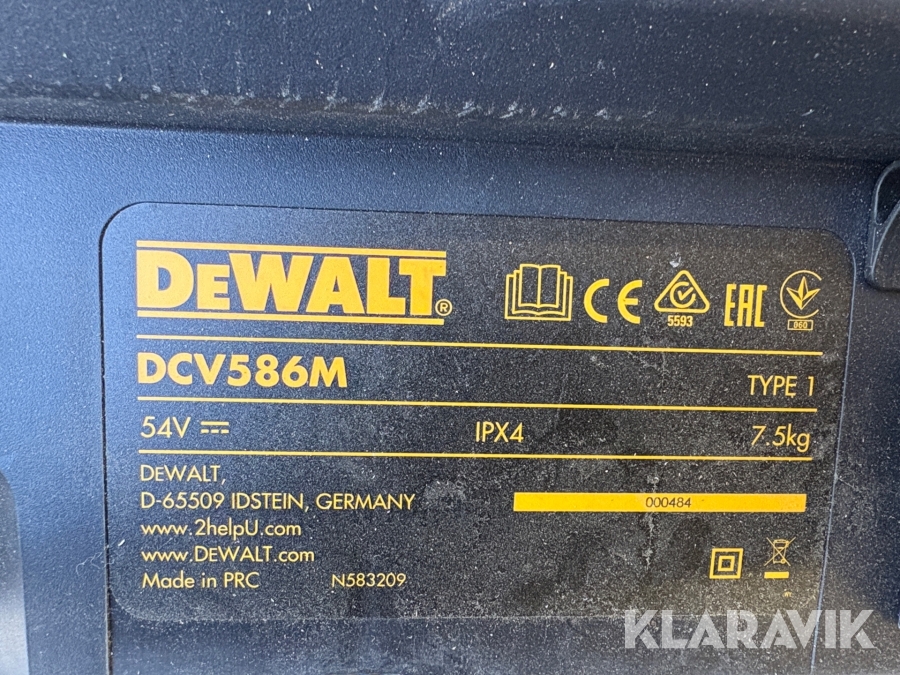 DEWALT®
CE
5593
EAC
060
DCV586M
TYPE 1
54V
IPX4
7.5kg
DEWALT,
D-65509 IDSTEIN, GERMANY
000484
www.2helpU.com
www.DEWALT.com
Made in PRC N583209
KLARAVIK